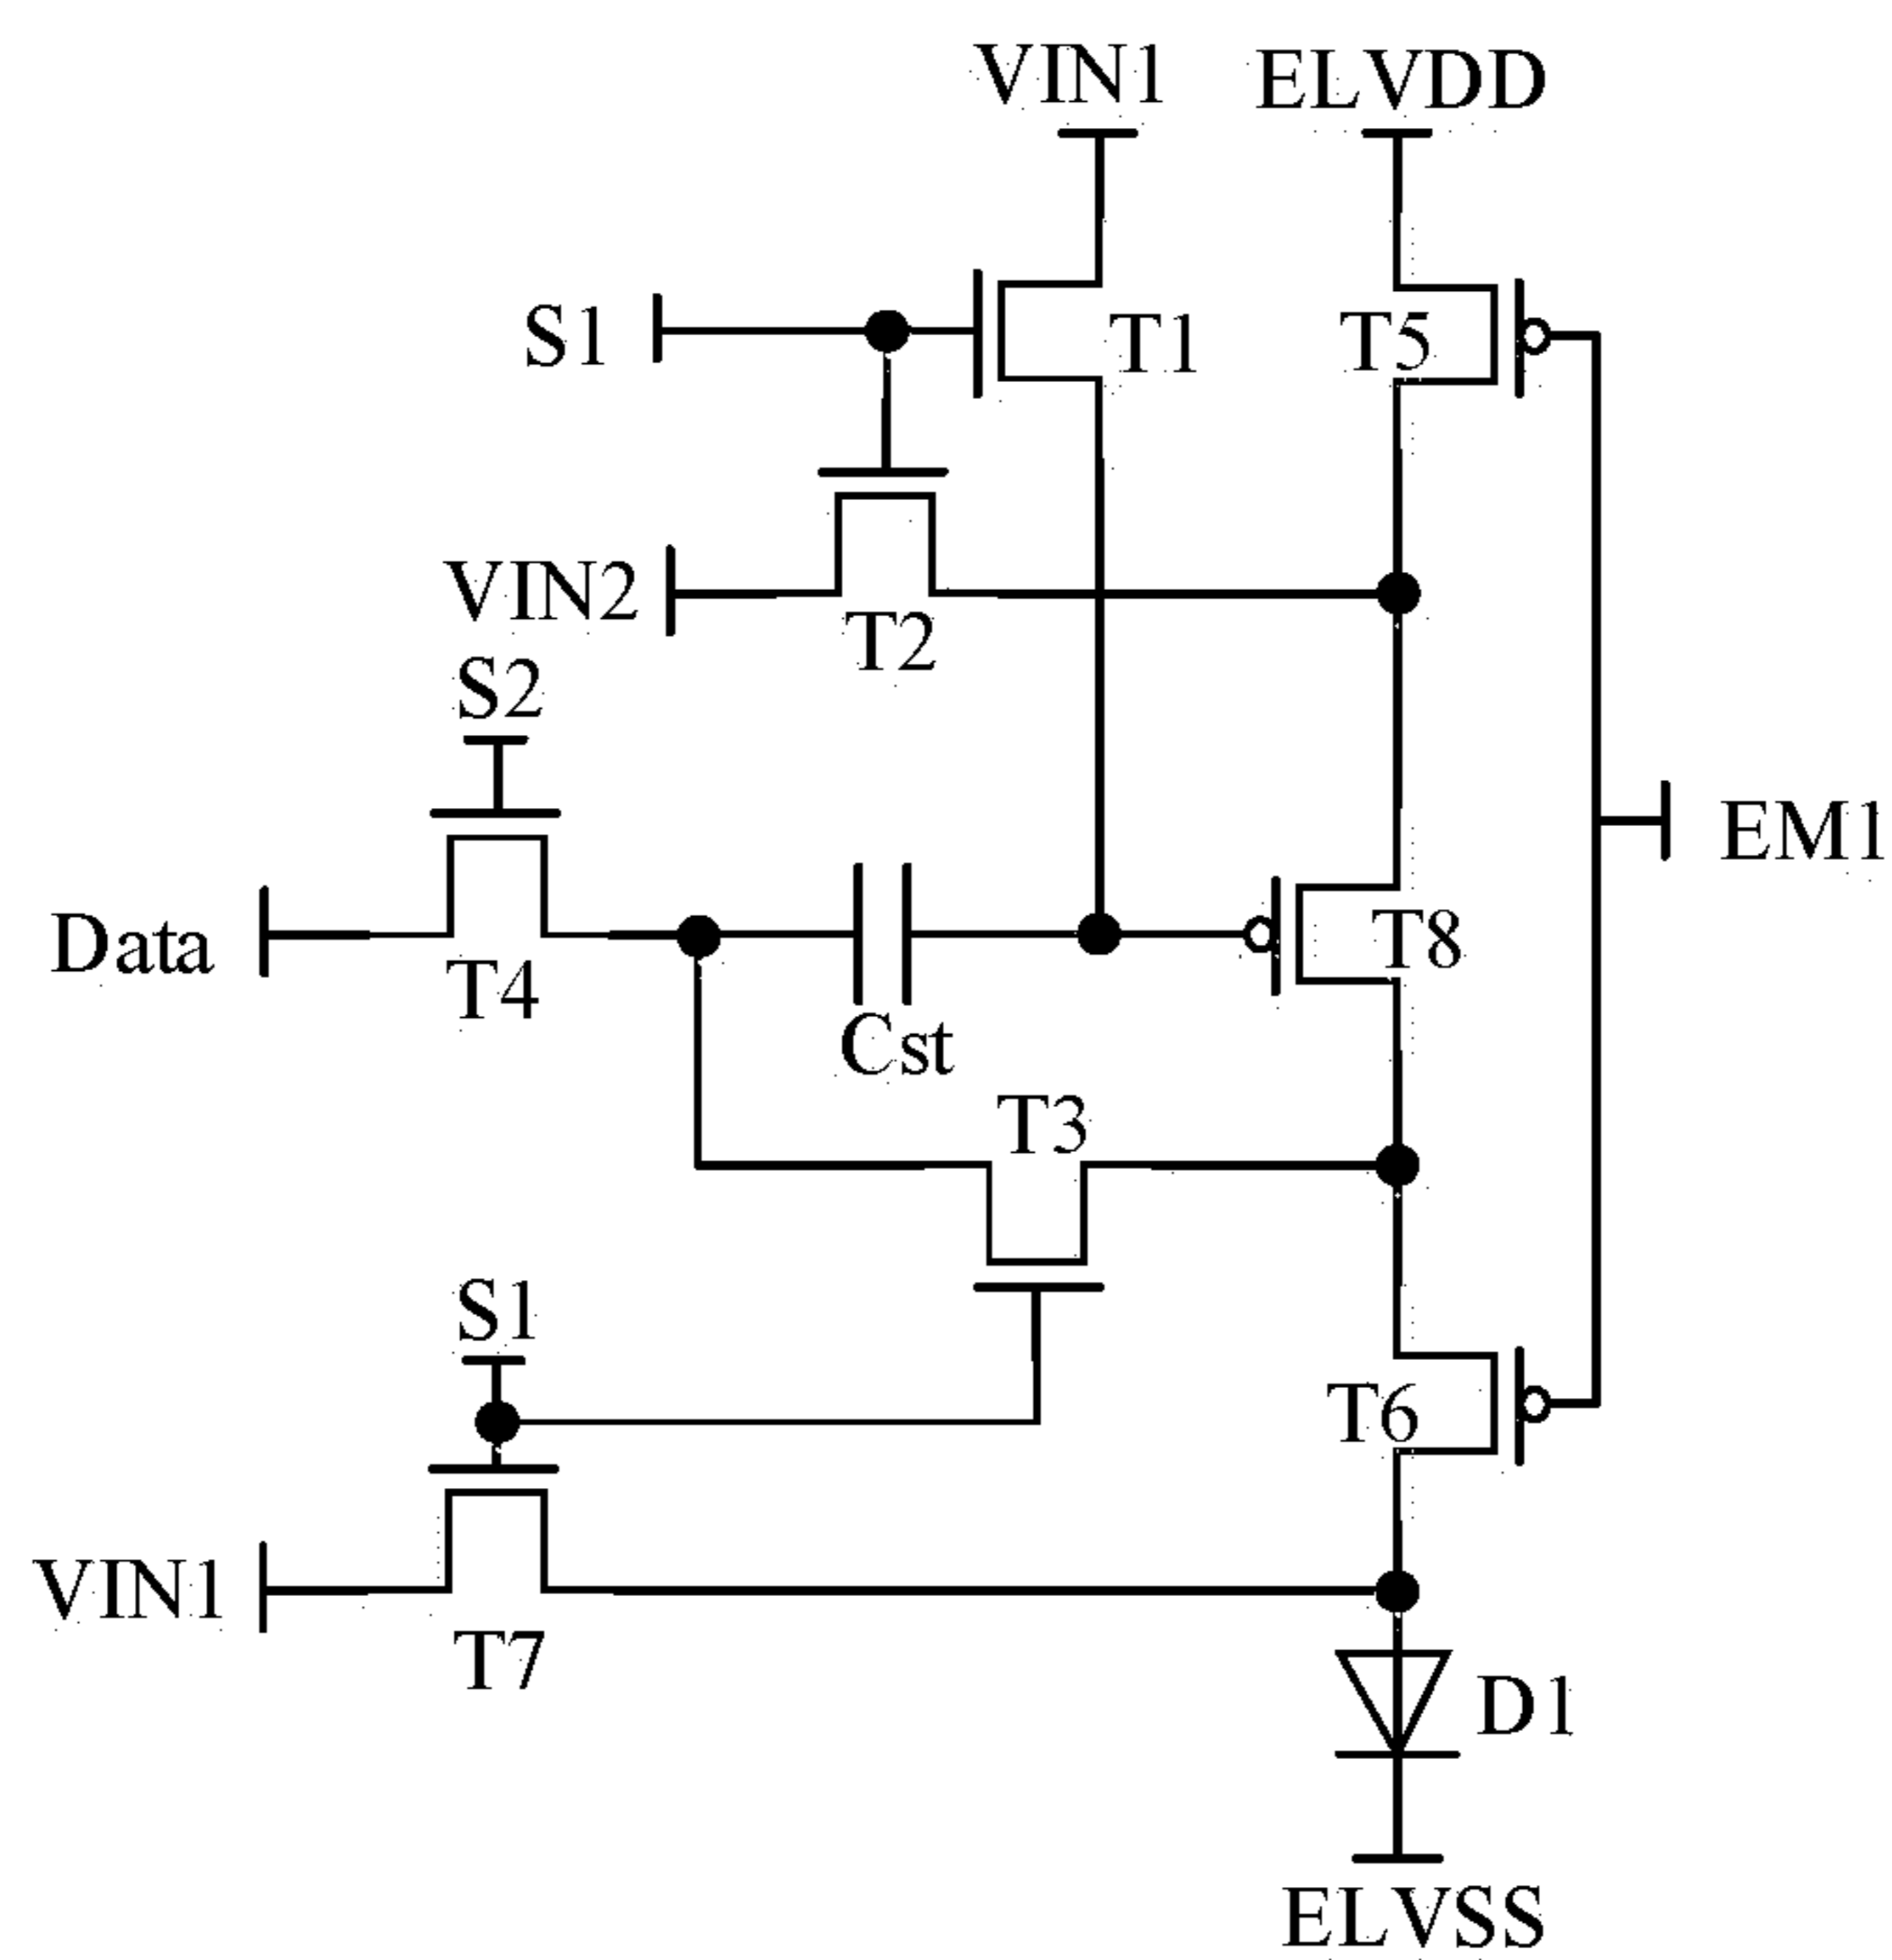 VIN1 ELVDD
S1 T1 T5
VIN2 T2
S2
EM1
Data T4 T8
Cst
T3
S1
T6
VIN1 T7
D1
ELVSS